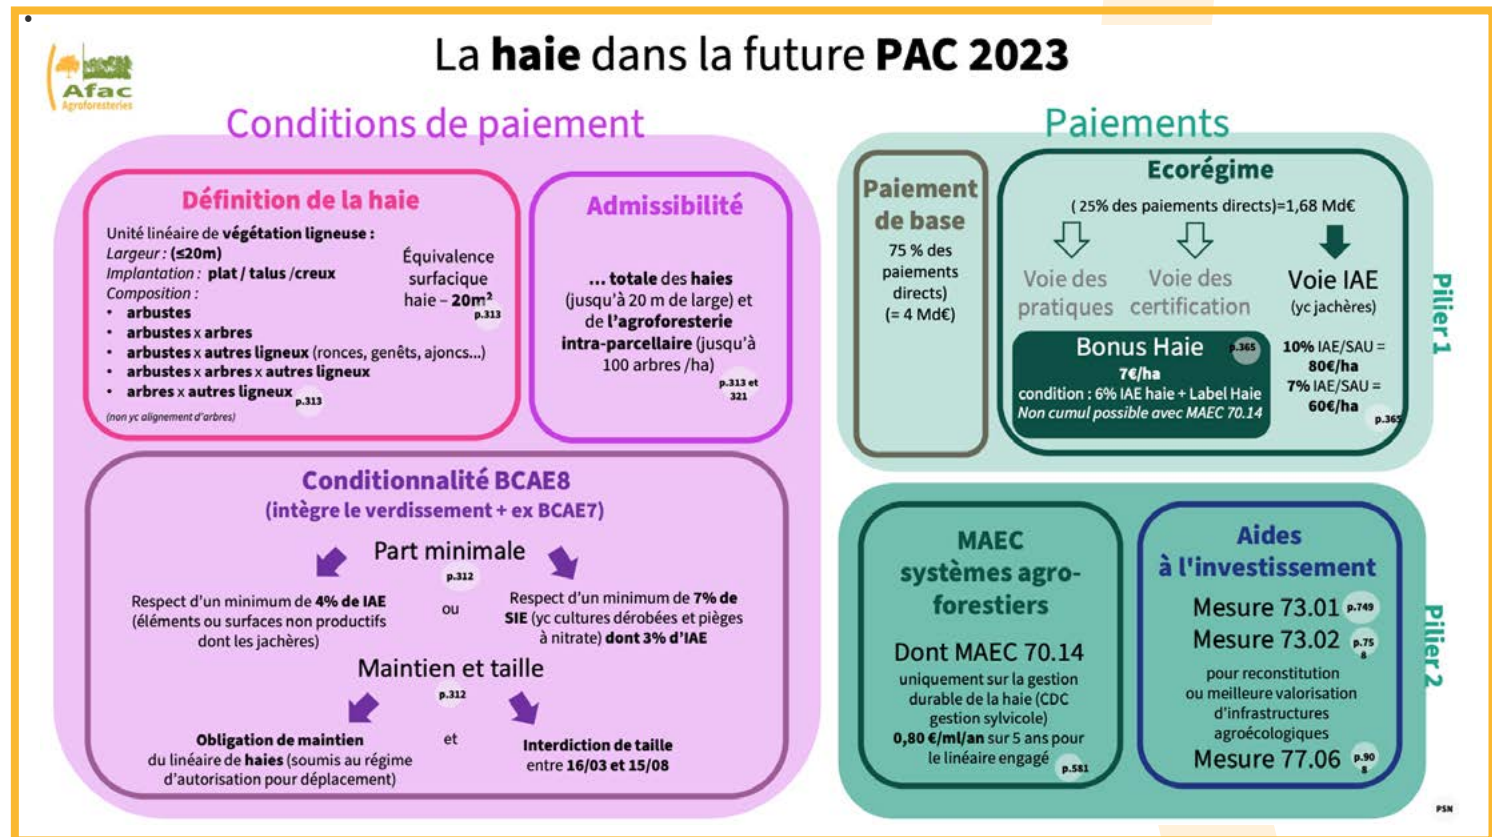 •
La haie dans la future PAC 2023
Afac
Agroforesteries
Conditions de paiement
Définition de la haie
Unité linéaire de végétation ligneuse :
Largeur : (≤20m)
Implantation : plat / talus /creux
Composition :
• arbustes
• arbustes x arbres
• arbustes x autres ligneux (ronces, genêts, ajoncs...)
• arbustes x arbres x autres ligneux
• arbres x autres ligneux
p.313
(non yc alignement d'arbres)
Équivalence
surfacique
haie – 20m²
p.313
Admissibilité
... totale des haies
(jusqu'à 20 m de large) et
de l'agroforesterie
intra-parcellaire (jusqu'à
100 arbres /ha)
p.313 et
321
Conditionnalité BCAE8
(intègre le verdissement + ex BCAE7)
Part minimale
p.312
Respect d'un minimum de 4% de IAE
(éléments ou surfaces non productifs
dont les jachères)
ou
Respect d'un minimum de 7% de
SIE (yc cultures dérobées et pièges
à nitrate) dont 3% d'IAE
Maintien et taille
p.312
Obligation de maintien
du linéaire de haies (soumis au régime
d'autorisation pour déplacement)
et
Interdiction de taille
entre 16/03 et 15/08
Paiements
Pilier 1
Paiement
de base
75 % des
paiements
directs)
(= 4 Md€)
Ecorégime
( 25% des paiements directs)=1,68 Md€
Voie des
pratiques
Voie des
certification
Voie IAE
(yc jachères)
Bonus Haie
p.365
7€/ha
condition : 6% IAE haie + Label Haie
Non cumul possible avec MAEC 70.14
10% IAE/SAU =
80€/ha
7% IAE/SAU =
60€/ha
p.365
Pilier 2
MAEC
systèmes agro-
forestiers
Dont MAEC 70.14
uniquement sur la gestion
durable de la haie (CDC
gestion sylvicole)
0,80 €/ml/an sur 5 ans pour
le linéaire engagé
p.581
Aides
à l'investissement
Mesure 73.01
p.749
Mesure 73.02
p.75
8
pour reconstitution
ou meilleure valorisation
d'infrastructures
agroécologiques
Mesure 77.06
p.90
8
PSN